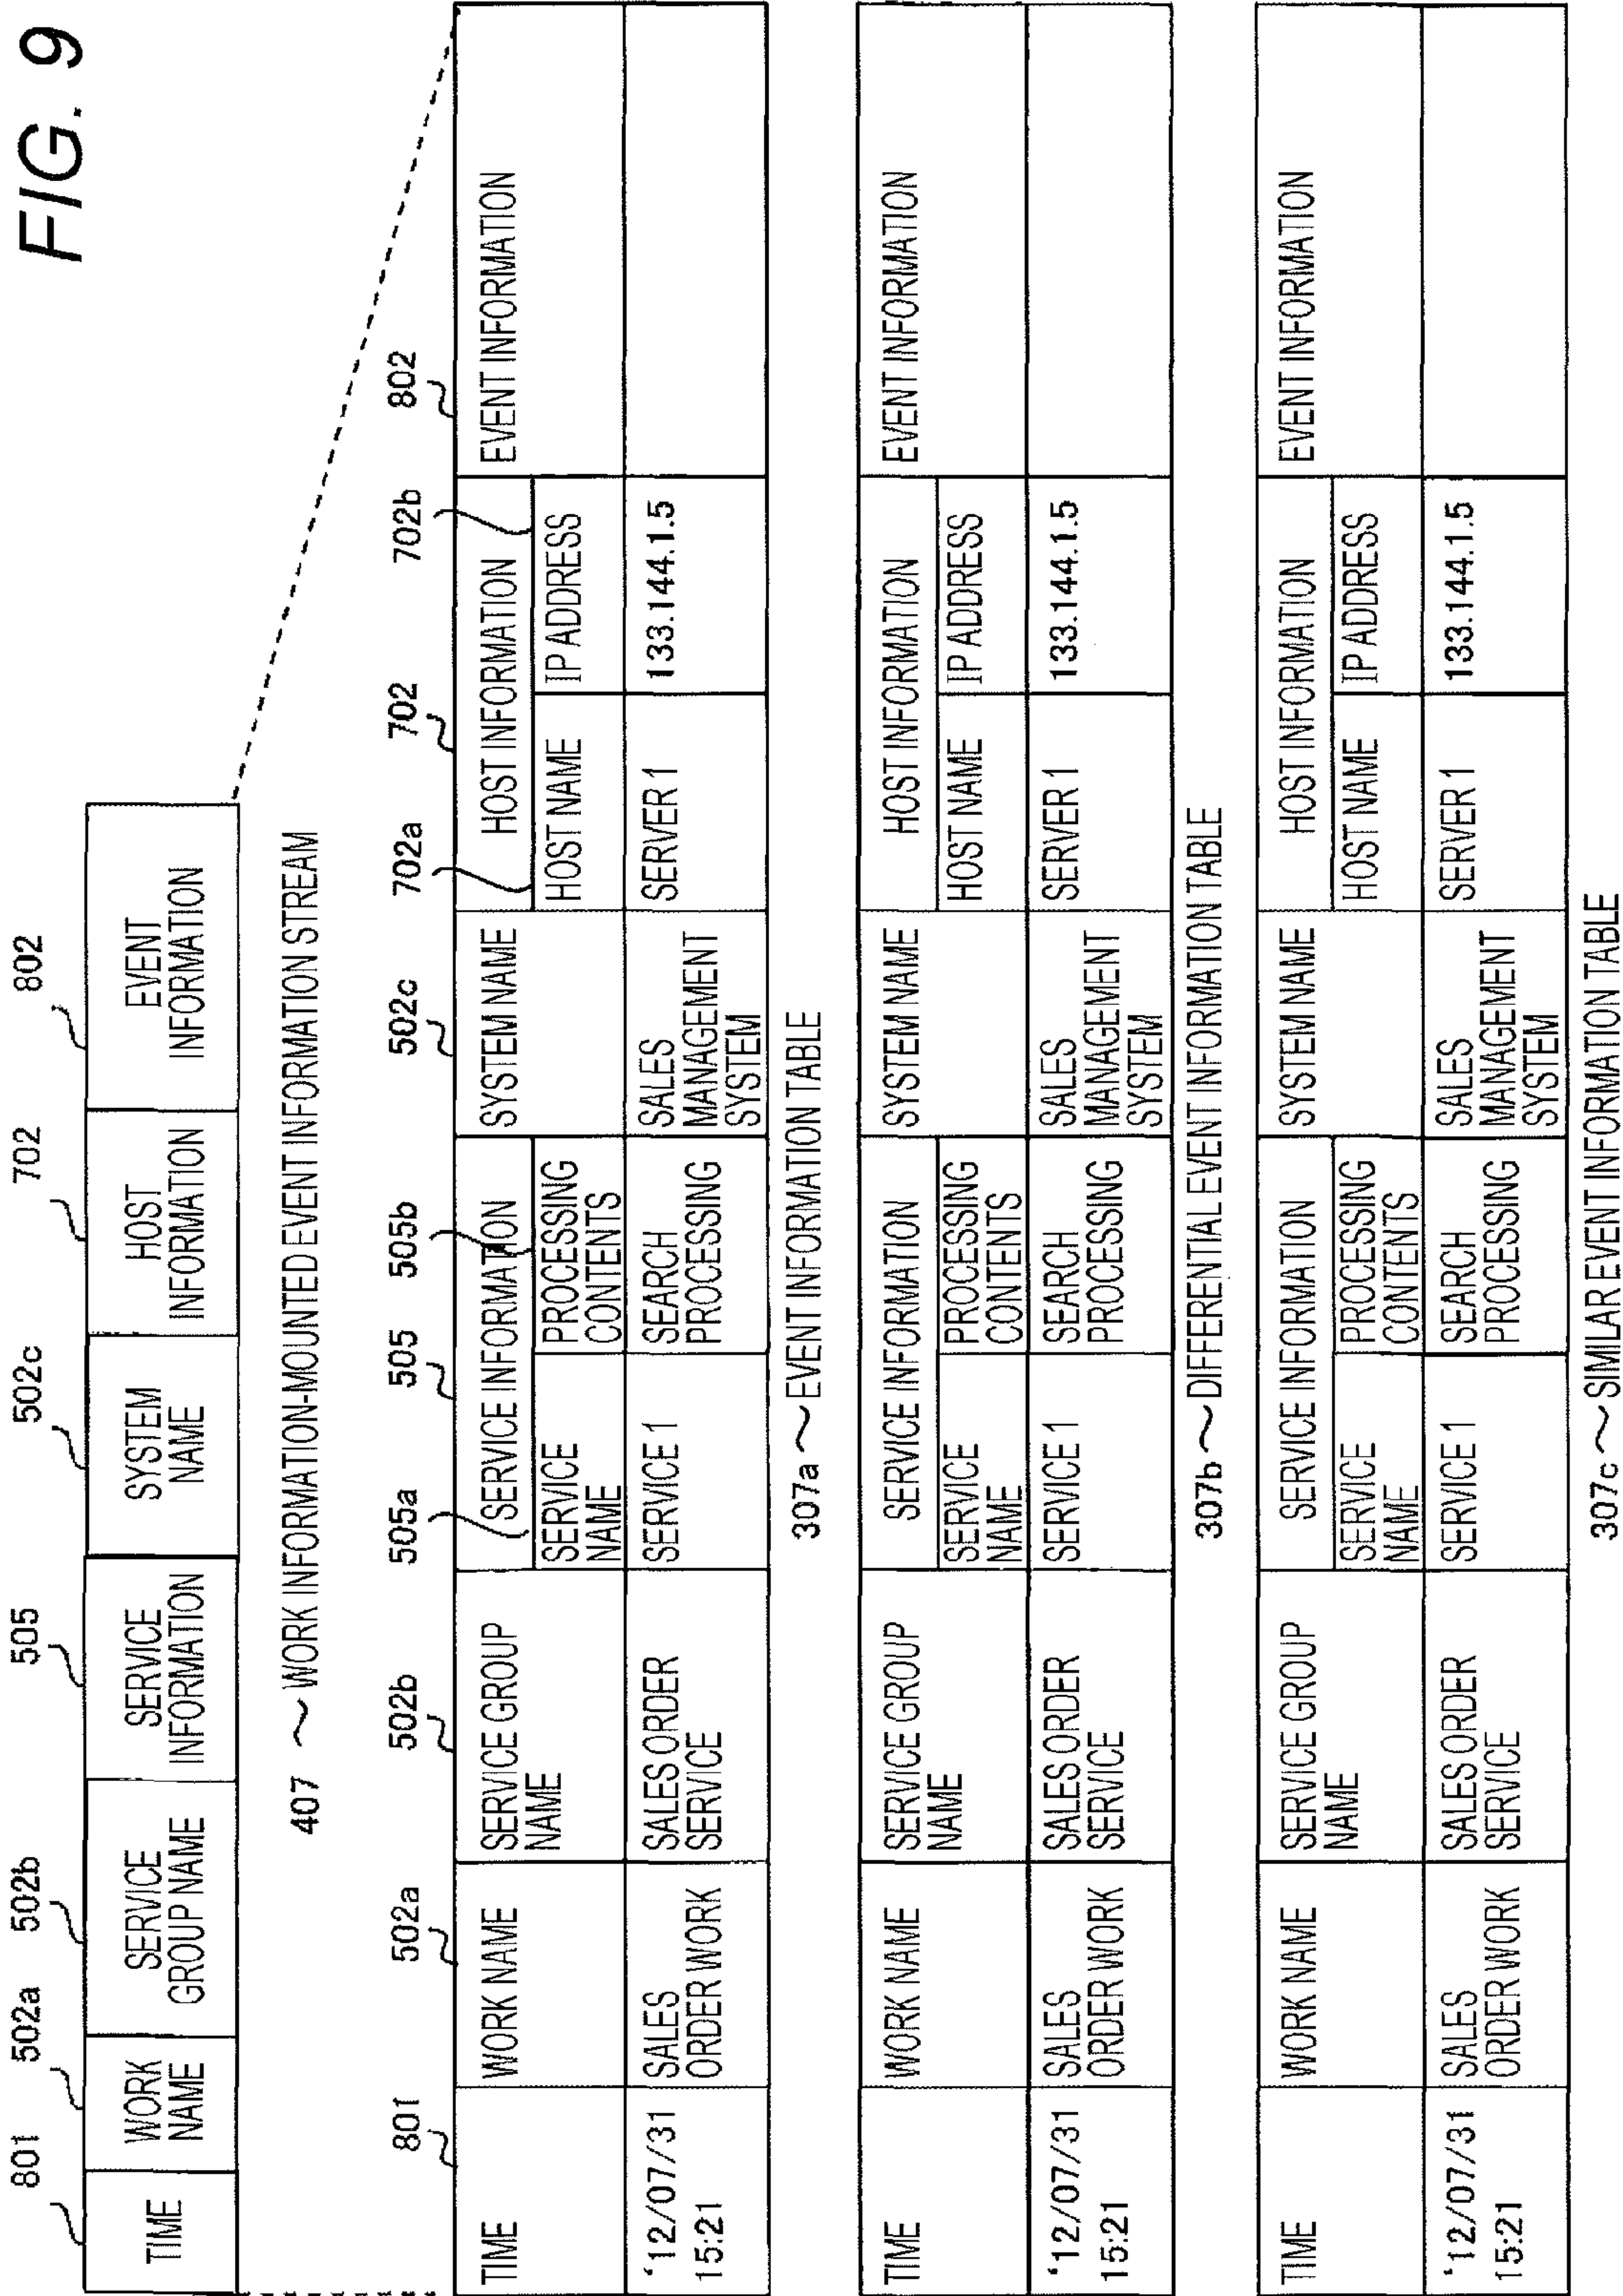 FIG. 9
801
502a
502b
505
502c
702
802
TIME
WORK
NAME
SERVICE
GROUP NAME
SERVICE
INFORMATION
SYSTEM
NAME
HOST
INFORMATION
EVENT
INFORMATION
407 ~ WORK INFORMATION-MOUNTED EVENT INFORMATION STREAM
801
502a
502b
505a
505
505b
502c
702a
702
702b
802
TIME
WORK NAME
SERVICE GROUP
NAME
SERVICE INFORMATION
SERVICE
NAME
PROCESSING
CONTENTS
SYSTEM NAME
HOST INFORMATION
HOST NAME
IP ADDRESS
EVENT INFORMATION
'12/07/31
15:21
SALES
ORDER WORK
SALES ORDER
SERVICE
SERVICE 1
SEARCH
PROCESSING
SALES
MANAGEMENT
SYSTEM
SERVER 1
133.144.1.5
307a ~ EVENT INFORMATION TABLE
TIME
WORK NAME
SERVICE GROUP
NAME
SERVICE INFORMATION
SERVICE
NAME
PROCESSING
CONTENTS
SYSTEM NAME
HOST INFORMATION
HOST NAME
IP ADDRESS
EVENT INFORMATION
'12/07/31
15:21
SALES
ORDER WORK
SALES ORDER
SERVICE
SERVICE 1
SEARCH
PROCESSING
SALES
MANAGEMENT
SYSTEM
SERVER 1
133.144.1.5
307b ~ DIFFERENTIAL EVENT INFORMATION TABLE
TIME
WORK NAME
SERVICE GROUP
NAME
SERVICE INFORMATION
SERVICE
NAME
PROCESSING
CONTENTS
SYSTEM NAME
HOST INFORMATION
HOST NAME
IP ADDRESS
EVENT INFORMATION
'12/07/31
15:21
SALES
ORDER WORK
SALES ORDER
SERVICE
SERVICE 1
SEARCH
PROCESSING
SALES
MANAGEMENT
SYSTEM
SERVER 1
133.144.1.5
307c ~ SIMILAR EVENT INFORMATION TABLE